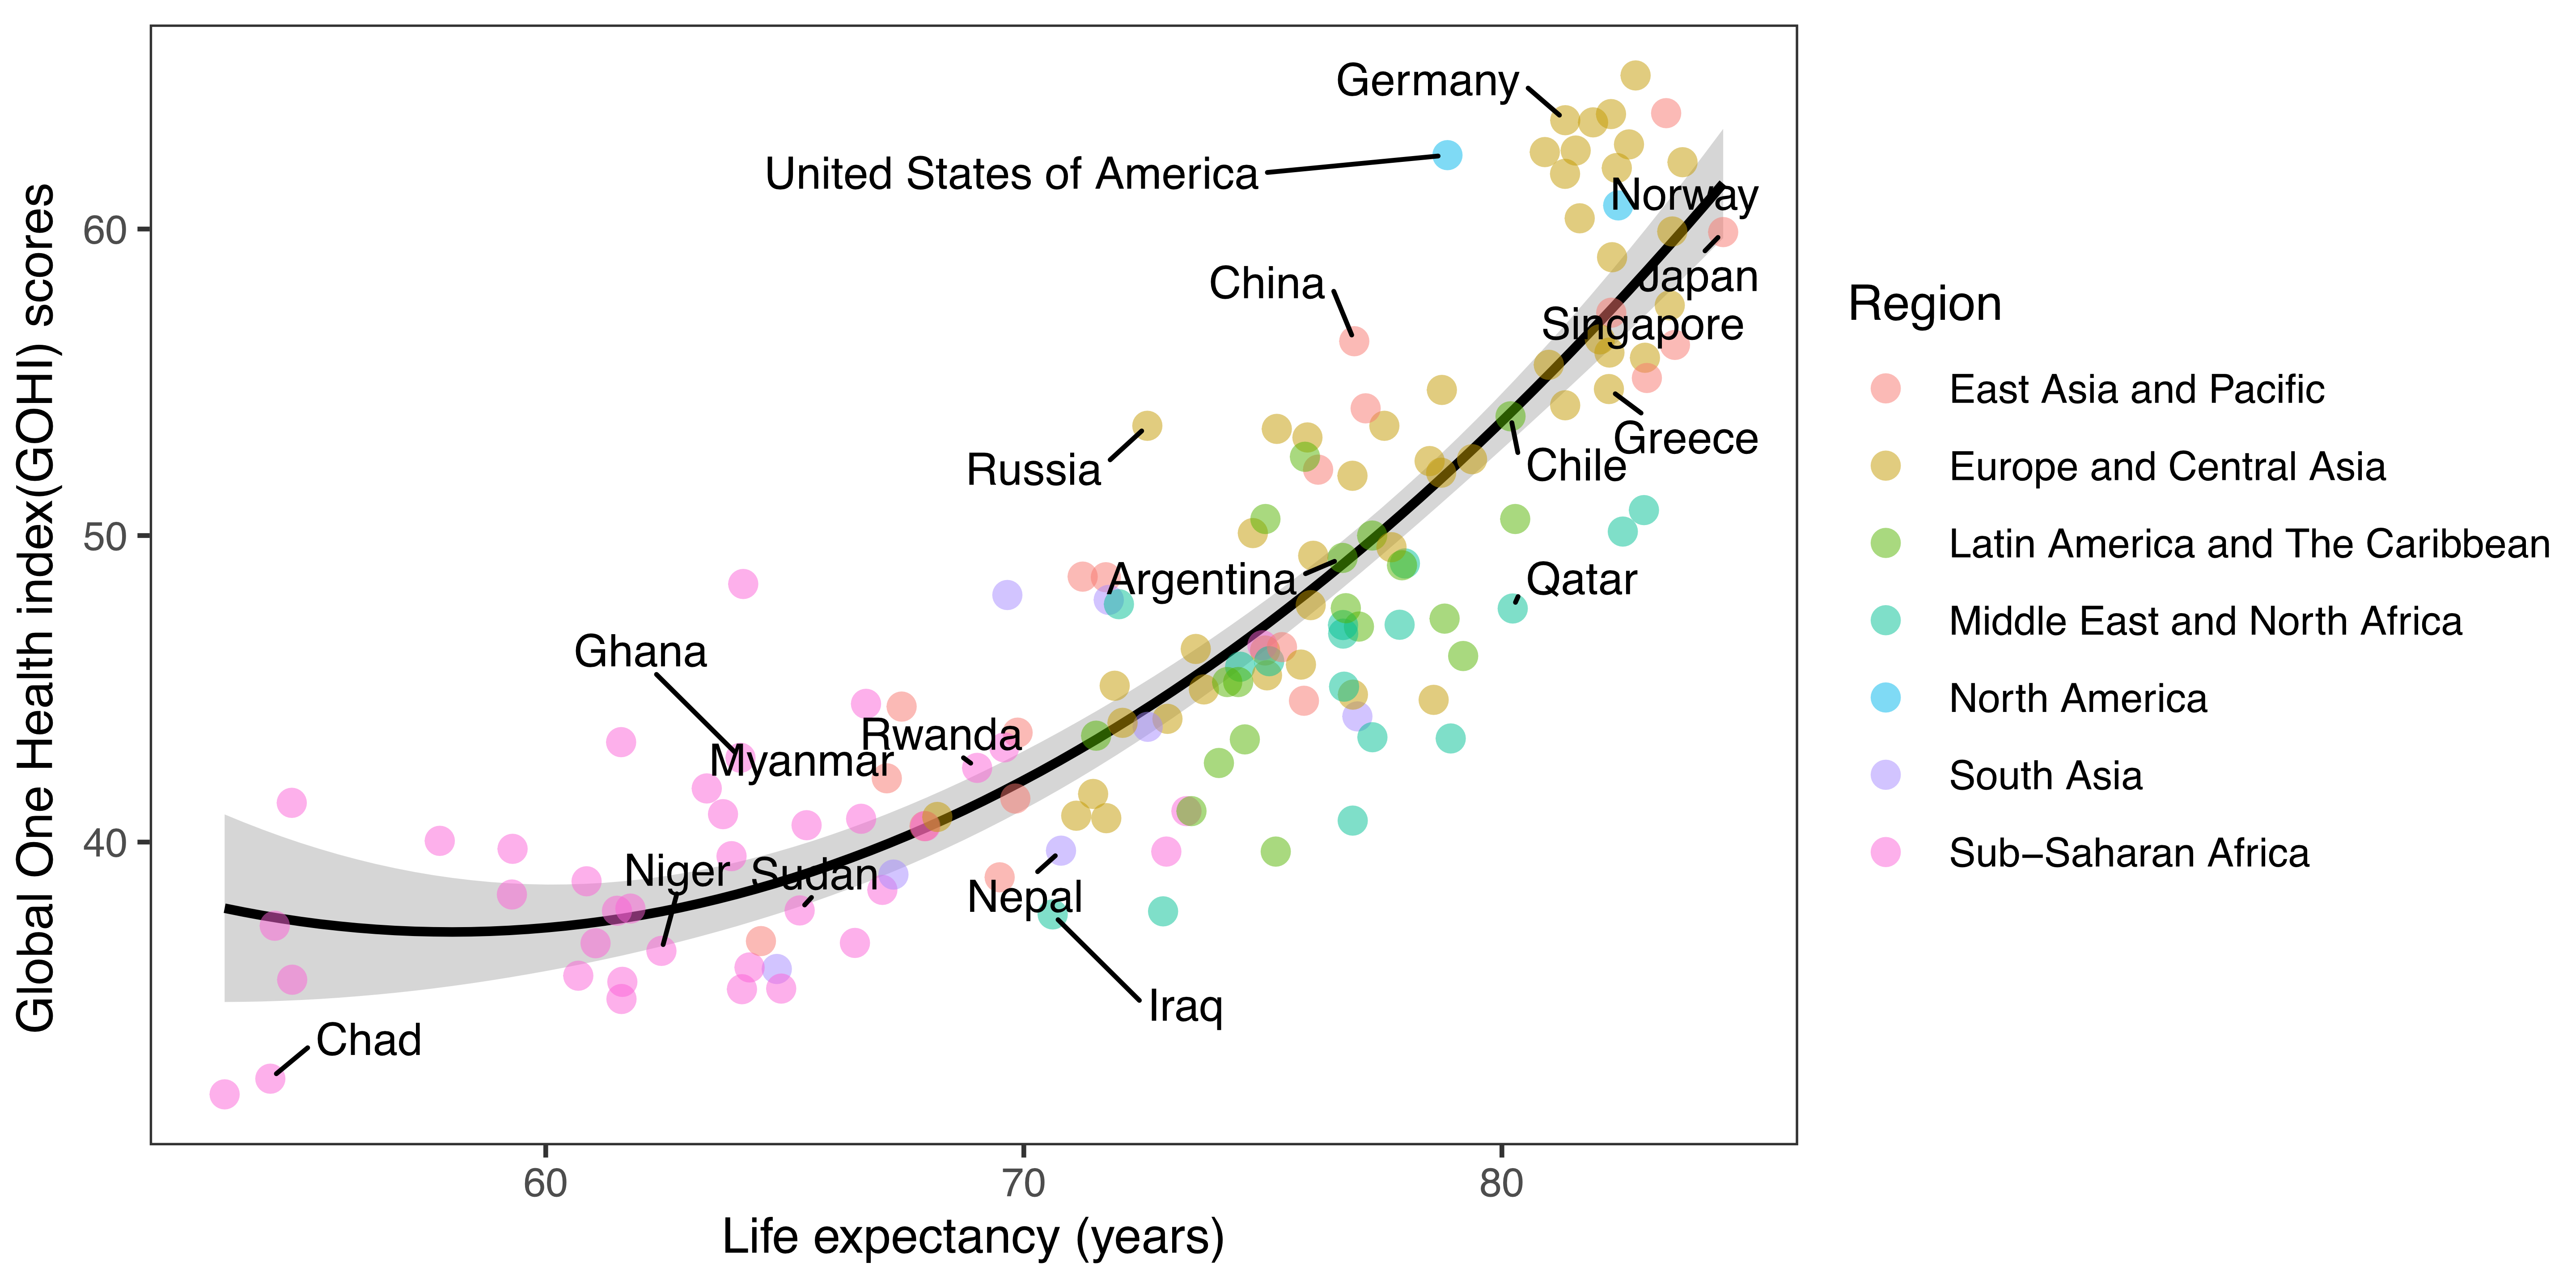 Global One Health index(GOHI) scores
60
50
40
Germany
United States of America
Norway
China
Japan
Singapore
Greece
Russia
Chile
Argentina
Qatar
Ghana
Rwanda
Myanmar
Niger
Sudan
Nepal
Iraq
Chad
60
70
80
Life expectancy (years)
Region
East Asia and Pacific
Europe and Central Asia
Latin America and The Caribbean
Middle East and North Africa
North America
South Asia
Sub−Saharan Africa